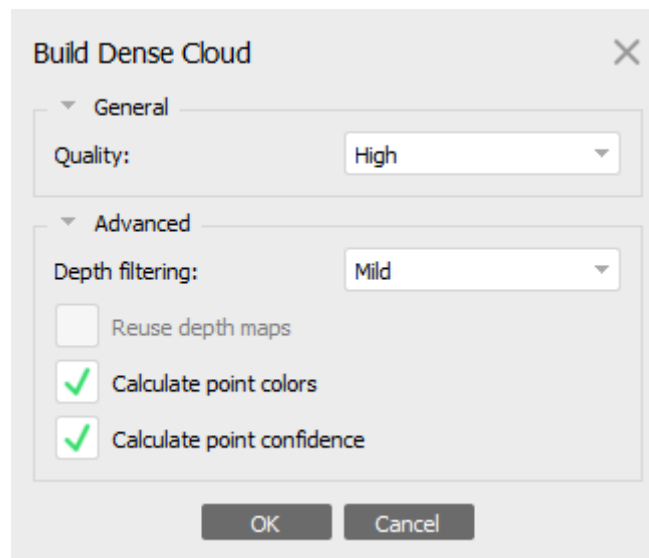 Build Dense Cloud
General
Quality: High
Advanced
Depth filtering: Mild
Reuse depth maps
Calculate point colors
Calculate point confidence
OK Cancel